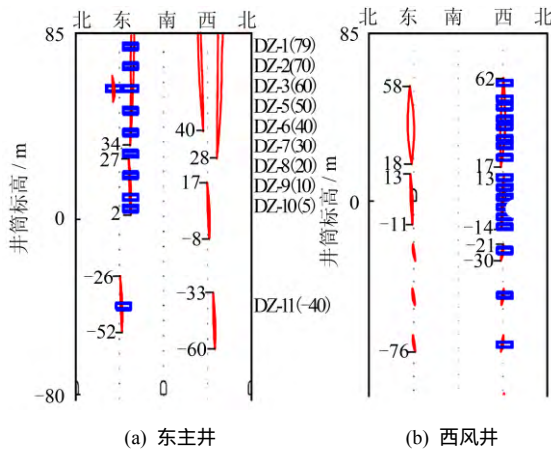 北 东 南 西 北
85
DZ-1(79)
DZ-2(70)
DZ-3(60)
DZ-5(50)
DZ-6(40)
DZ-7(30)
DZ-8(20)
DZ-9(10)
DZ-10(5)
DZ-11(-40)
井筒标高/m
0
-80
34
27
2
-26
-52
40
28
17
-8
-33
-60
(a) 东主井
北 东 南 西 北
85
井筒标高/m
0
-80
58
18
13
-11
-76
62
17
13
-14
-21
-30
(b) 西风井